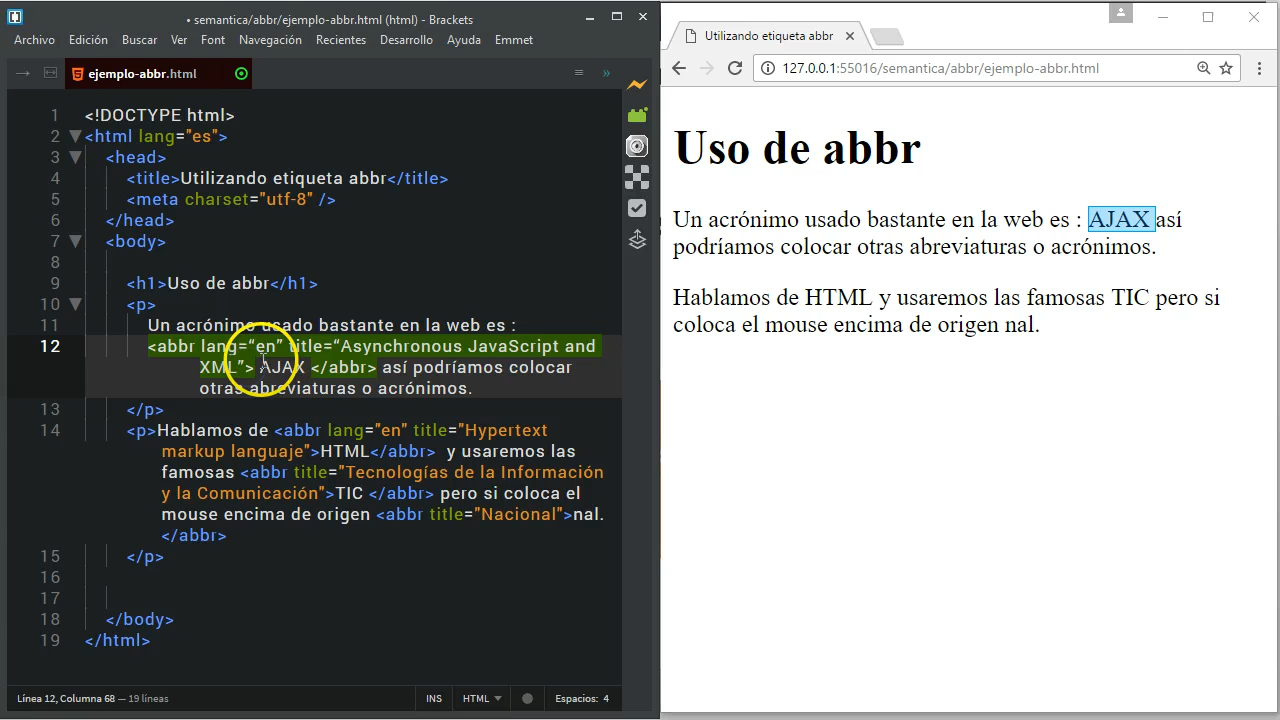 • semantica/abbr/ejemplo-abbr.html (html) - Brackets
Archivo Edición Buscar Ver Font Navegación Recientes Desarrollo Ayuda Emmet
ejemplo-abbr.html
1 <!DOCTYPE html>
2 <html lang="es">
3 <head>
4 <title>Utilizando etiqueta abbr</title>
5 <meta charset="utf-8" />
6 </head>
7 <body>
8
9 <h1>Uso de abbr</h1>
10 <p>
11 Un acrónimo usado bastante en la web es :
12 <abbr lang=“en” title=“Asynchronous JavaScript and
XML”> AJAX </abbr> así podríamos colocar
otras abreviaturas o acrónimos.
13 </p>
14 <p>Hablamos de <abbr lang="en" title="Hypertext
markup languaje">HTML</abbr> y usaremos las
famosas <abbr title="Tecnologías de la Información
y la Comunicación">TIC </abbr> pero si coloca el
mouse encima de origen <abbr title="Nacional">nal.
</abbr>
15 </p>
16
17
18 </body>
19 </html>
Línea 12, Columna 68 — 19 líneas INS HTML Espacios: 4
Utilizando etiqueta abbr
127.0.0.1:55016/semantica/abbr/ejemplo-abbr.html
Uso de abbr
Un acrónimo usado bastante en la web es : AJAX así
podríamos colocar otras abreviaturas o acrónimos.
Hablamos de HTML y usaremos las famosas TIC pero si
coloca el mouse encima de origen nal.